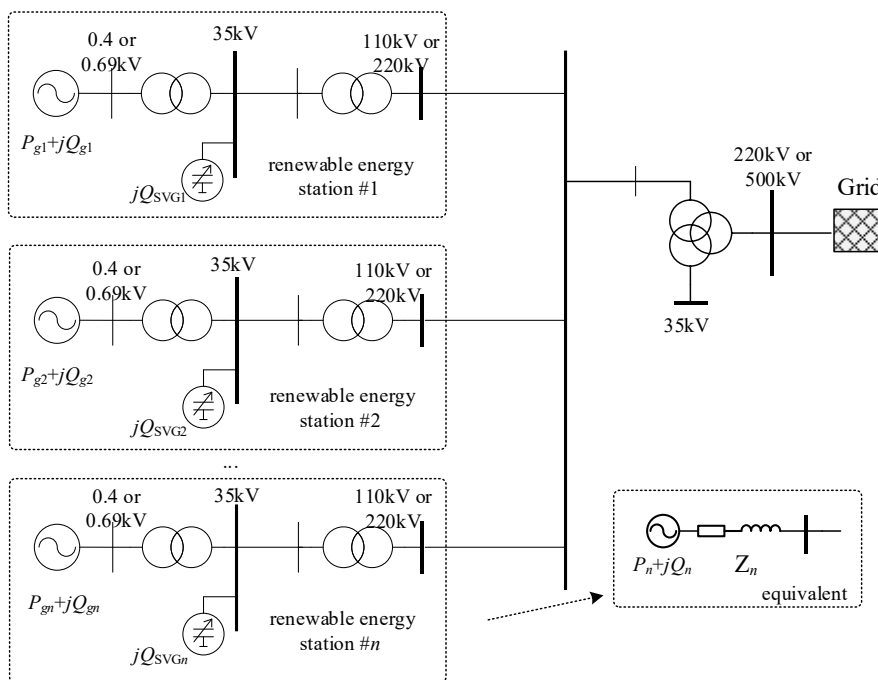 0.4 or
0.69kV
35kV
110kV or
220kV
Pg1+jQg1
jQSVG1
renewable energy
station #1
0.4 or
0.69kV
35kV
110kV or
220kV
Pg2+jQg2
jQSVG2
renewable energy
station #2
...
0.4 or
0.69kV
35kV
110kV or
220kV
Pgn+jQgn
jQSVGn
renewable energy
station #n
220kV or
500kV
Grid
35kV
Pn+jQn
Zn
equivalent